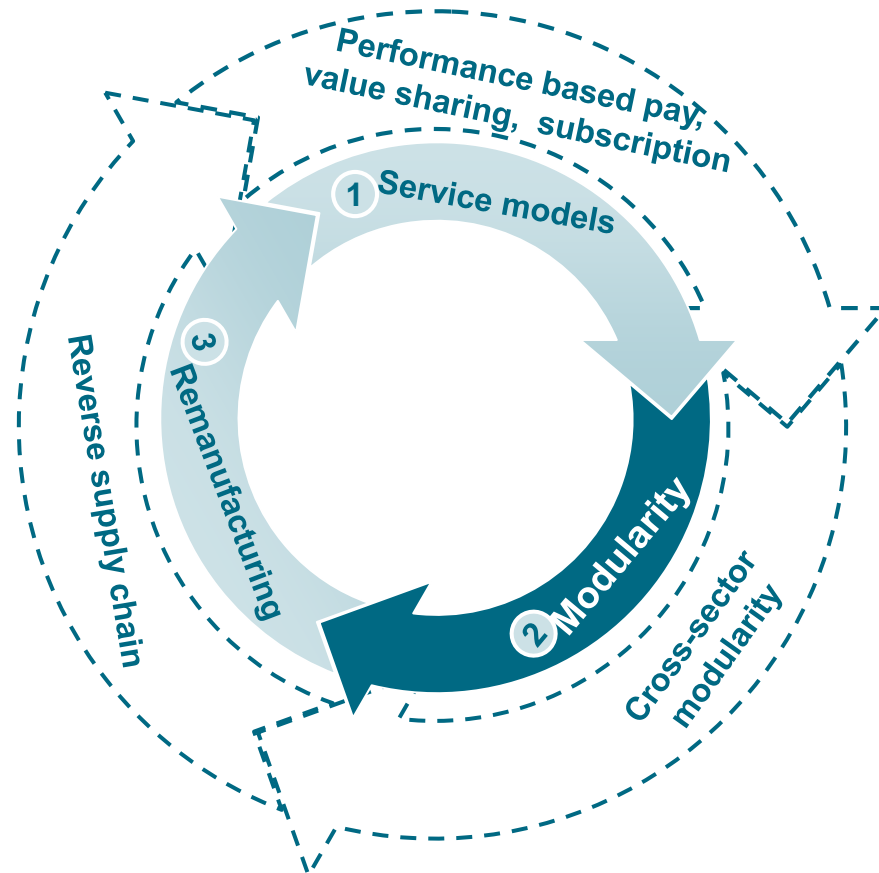 Performance based pay,
value sharing, subscription
1 Service models
2 Modularity
Cross-sector
modularity
3 Remanufacturing
Reverse supply chain